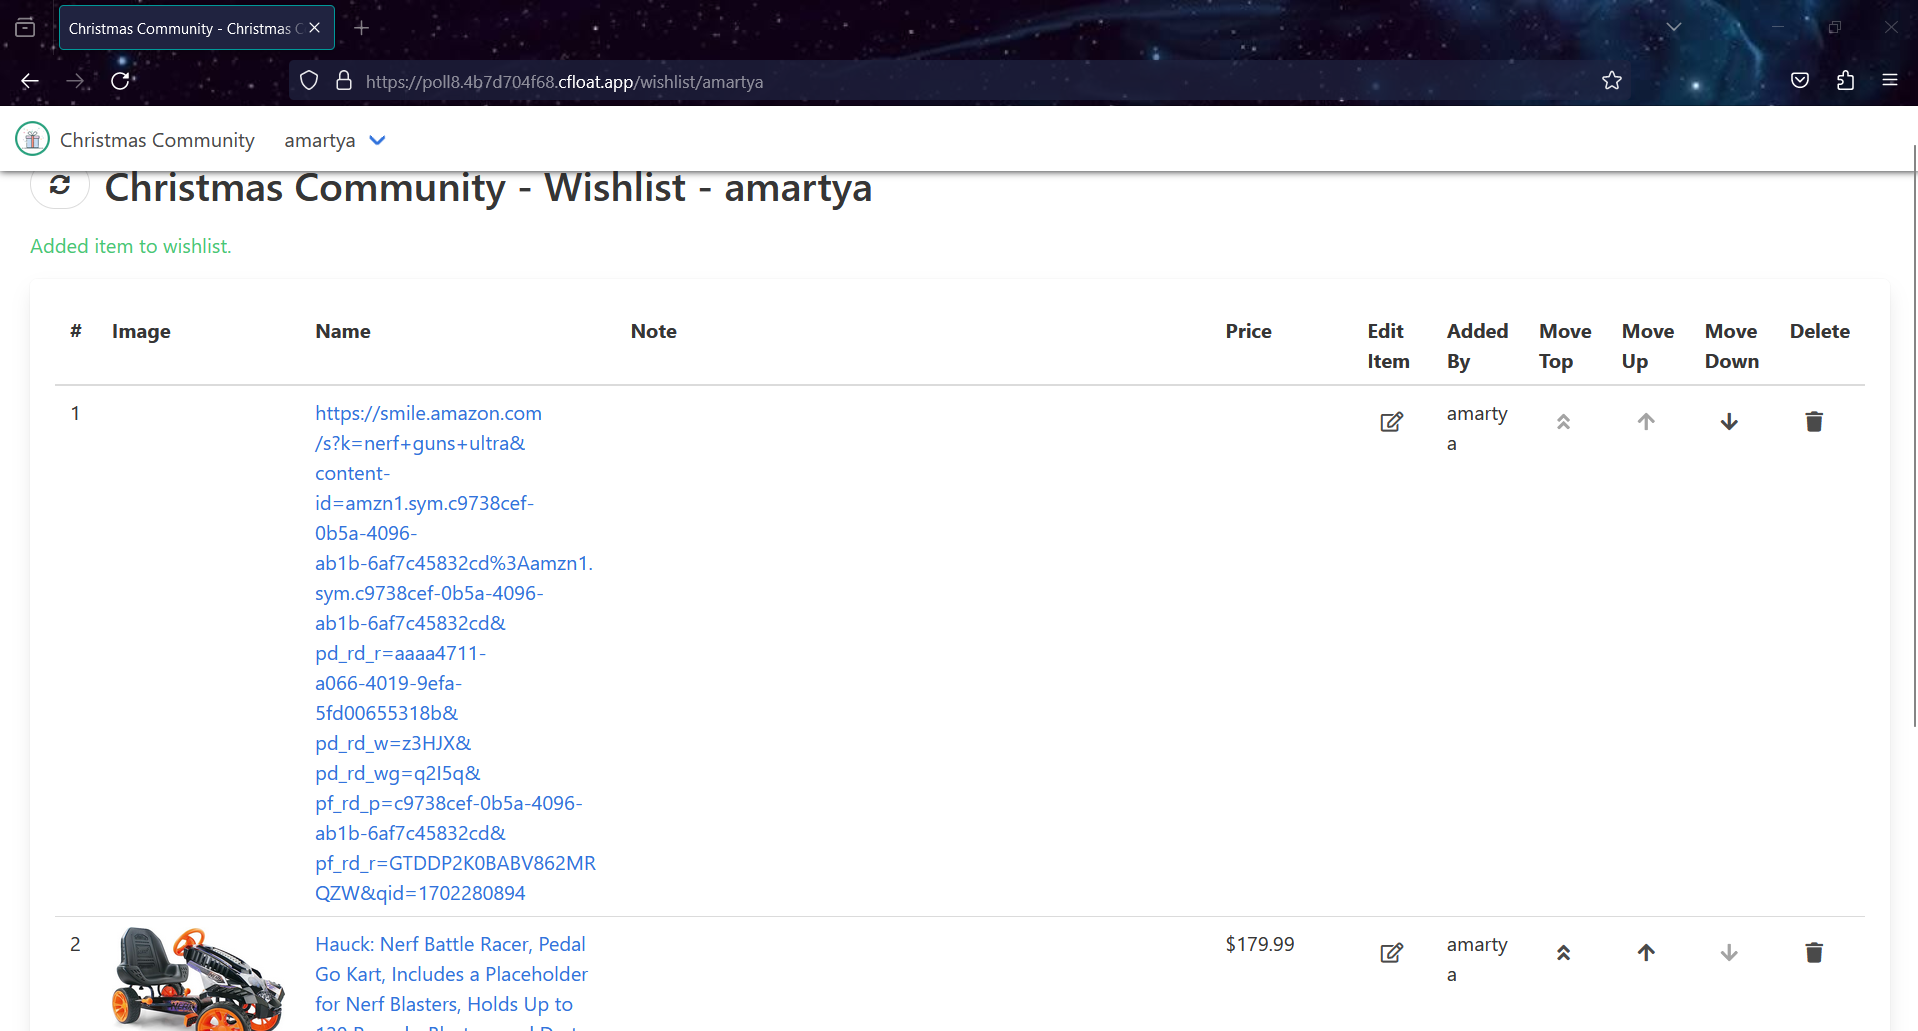 Christmas Community - Christmas C
https://poll8.4b7d704f68.cfloat.app/wishlist/amartya
Christmas Community amartya
Christmas Community - Wishlist - amartya
Added item to wishlist.
# Image Name Note Price Edit Item Added By Move Top Move Up Move Down Delete
1
https://smile.amazon.com
/s?k=nerf+guns+ultra&
content-
id=amzn1.sym.c9738cef-
0b5a-4096-
ab1b-6af7c45832cd%3Aamzn1.
sym.c9738cef-0b5a-4096-
ab1b-6af7c45832cd&
pd_rd_r=aaaa4711-
a066-4019-9efa-
5fd00655318b&
pd_rd_w=z3HJX&
pd_rd_wg=q2I5q&
pf_rd_p=c9738cef-0b5a-4096-
ab1b-6af7c45832cd&
pf_rd_r=GTDDP2K0BABV862MR
QZW&qid=1702280894
amarty
a
2
Hauck: Nerf Battle Racer, Pedal
Go Kart, Includes a Placeholder
for Nerf Blasters, Holds Up to
$179.99
amarty
a